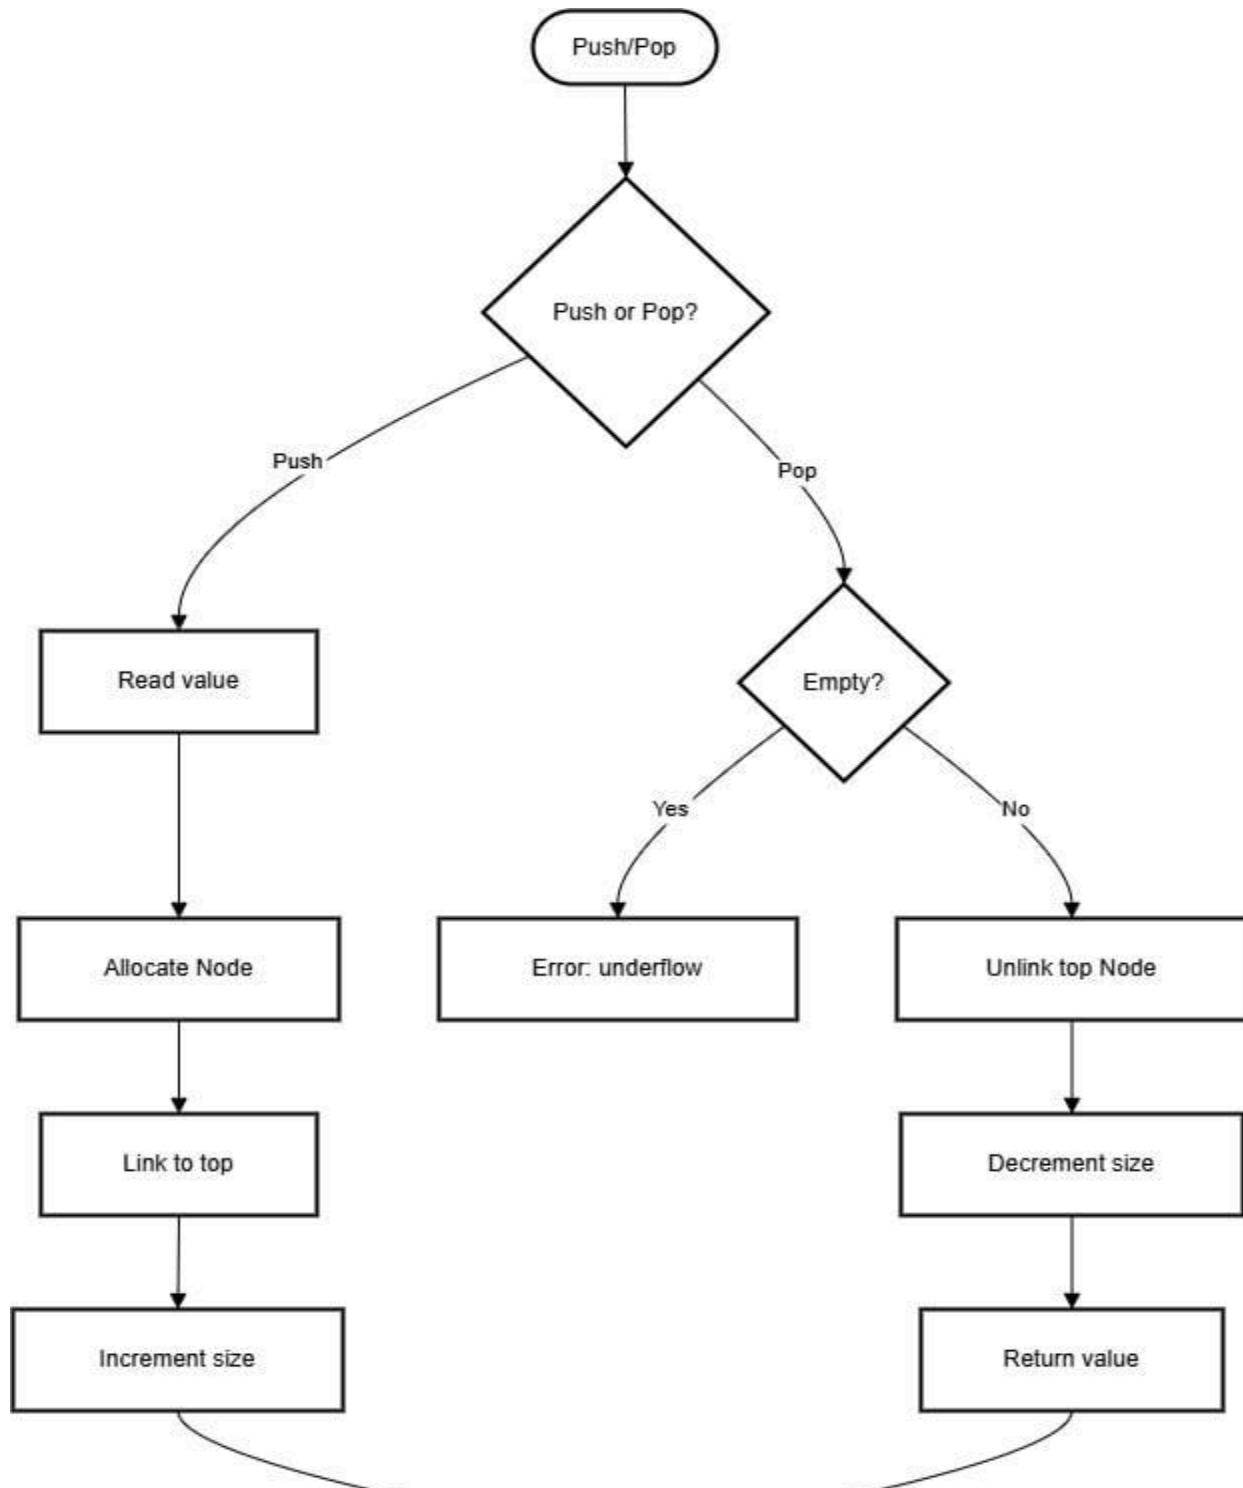 Push/Pop
Push or Pop?
Push
Pop
Read value
Empty?
Yes
No
Allocate Node
Error: underflow
Unlink top Node
Link to top
Decrement size
Increment size
Return value